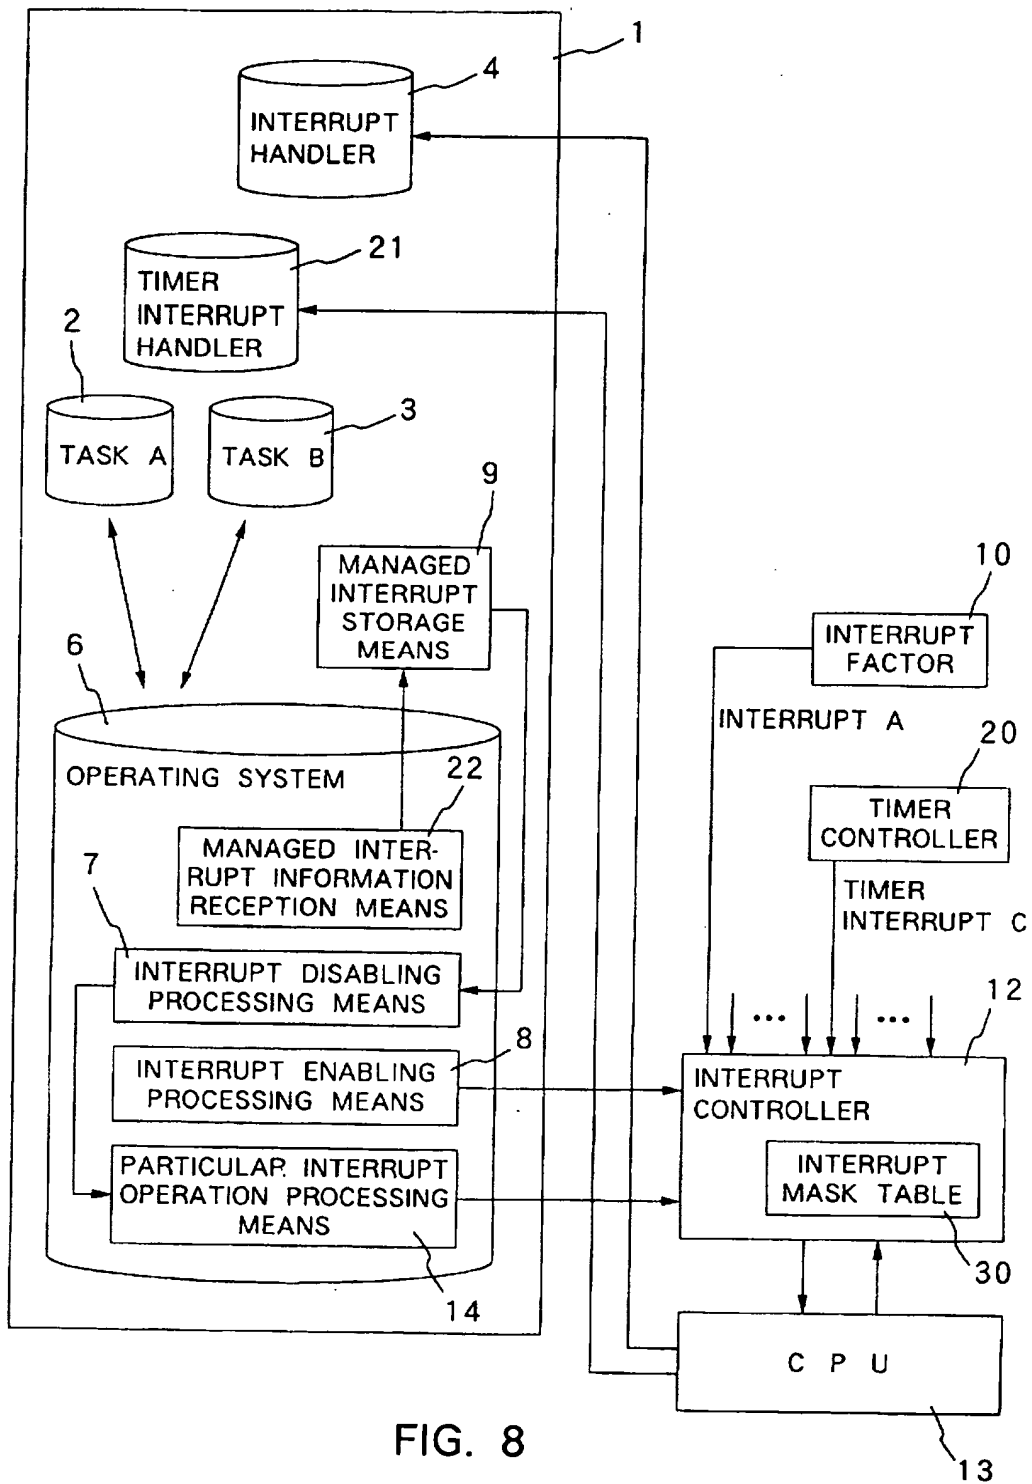 1
4
INTERRUPT
HANDLER
21
TIMER
INTERRUPT
HANDLER
2
3
TASK A
TASK B
9
MANAGED
INTERRUPT
STORAGE
MEANS
10
INTERRUPT
FACTOR
INTERRUPT A
6
OPERATING SYSTEM
22
20
TIMER
CONTROLLER
MANAGED INTER-
RUPT INFORMATION
RECEPTION MEANS
TIMER
INTERRUPT C
7
INTERRUPT DISABLING
PROCESSING MEANS
12
8
INTERRUPT ENABLING
PROCESSING MEANS
INTERRUPT
CONTROLLER
PARTICULAR INTERRUPT
OPERATION PROCESSING
MEANS
INTERRUPT
MASK TABLE
14
30
C P U
13
FIG. 8